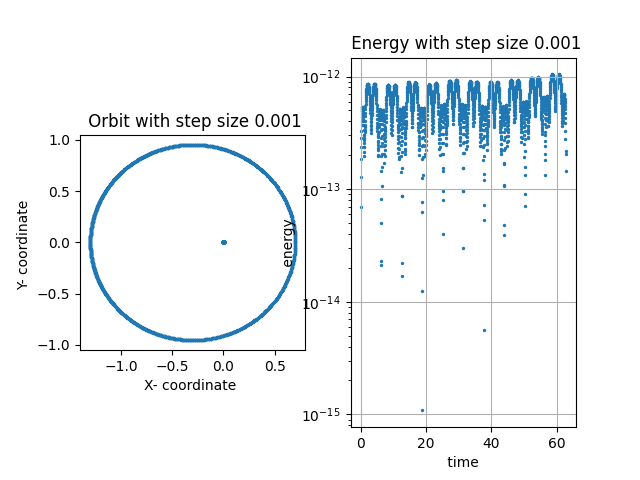 Orbit with step size 0.001
1.0
0.5
0.0
−0.5
−1.0
Y- coordinate
−1.0 −0.5 0.0 0.5
X- coordinate
Energy with step size 0.001
10⁻¹²
10⁻¹³
10⁻¹⁴
10⁻¹⁵
energy
0 20 40 60
time